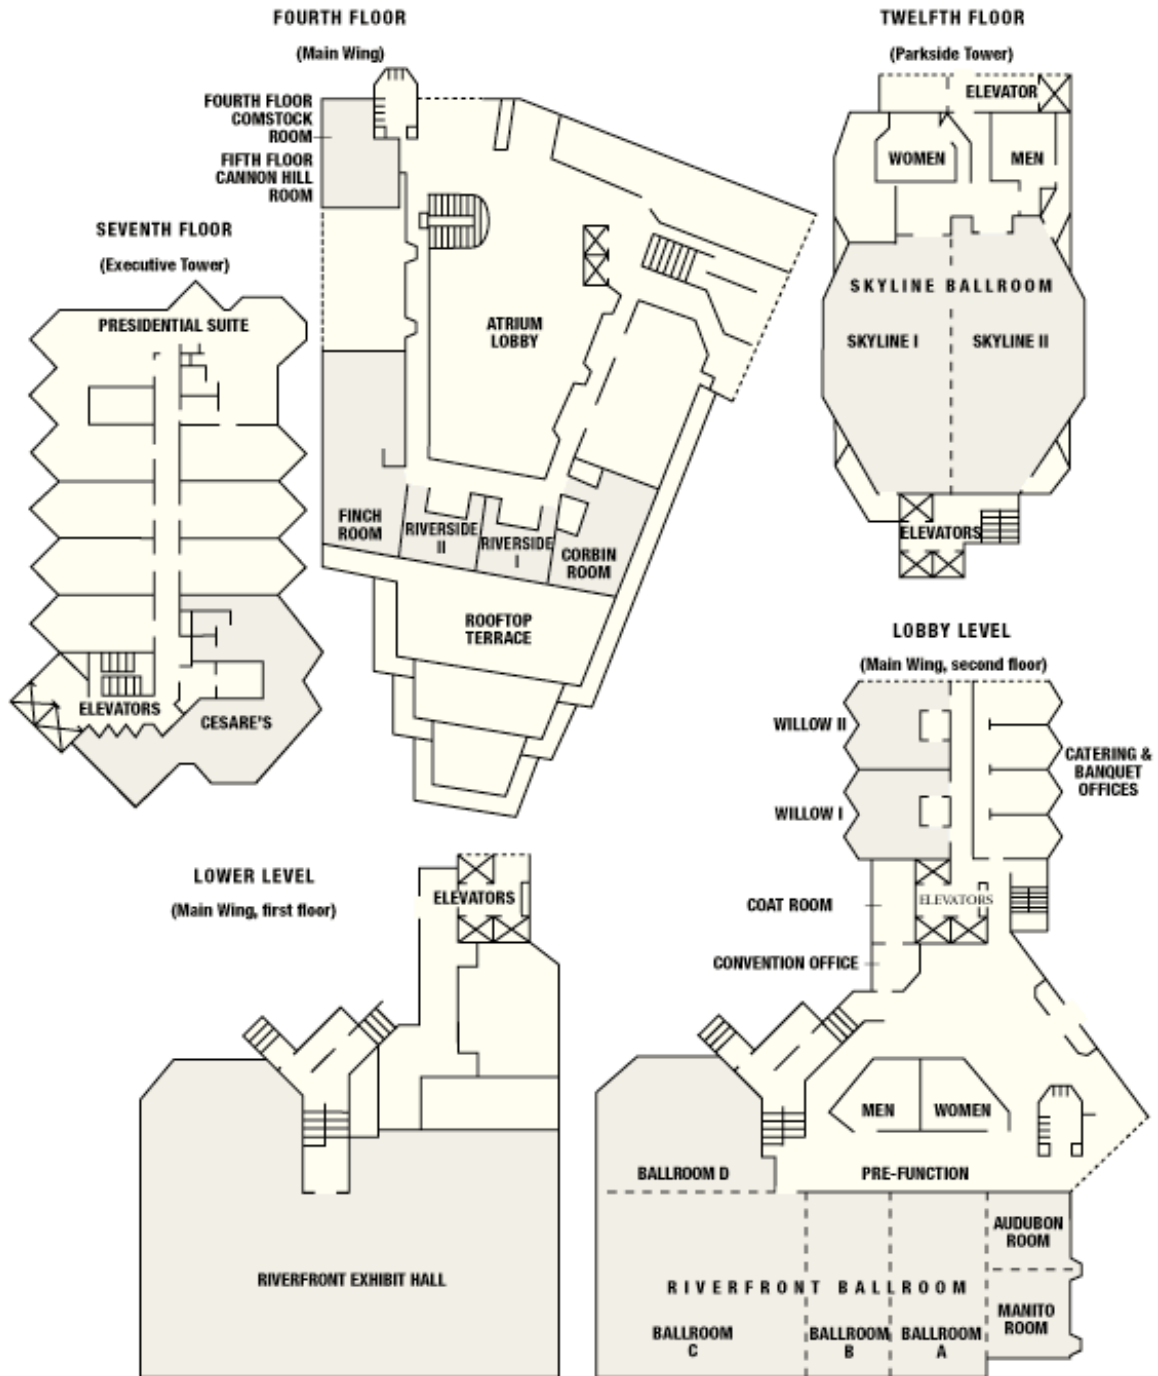 FOURTH FLOOR
(Main Wing)
FOURTH FLOOR
COMSTOCK
ROOM
FIFTH FLOOR
CANNON HILL
ROOM
ATRIUM
LOBBY
FINCH
ROOM
RIVERSIDE
II
RIVERSIDE
I
CORBIN
ROOM
ROOFTOP
TERRACE
TWELFTH FLOOR
(Parkside Tower)
ELEVATOR
WOMEN
MEN
SKYLINE BALLROOM
SKYLINE I
SKYLINE II
ELEVATORS
SEVENTH FLOOR
(Executive Tower)
PRESIDENTIAL SUITE
ELEVATORS
CESARE'S
LOBBY LEVEL
(Main Wing, second floor)
WILLOW II
CATERING &
BANQUET
OFFICES
WILLOW I
COAT ROOM
ELEVATORS
CONVENTION OFFICE
MEN
WOMEN
BALLROOM D
PRE-FUNCTION
AUDUBON
ROOM
RIVERFRONT BALLROOM
MANITO
ROOM
BALLROOM
C
BALLROOM
B
BALLROOM
A
LOWER LEVEL
(Main Wing, first floor)
ELEVATORS
RIVERFRONT EXHIBIT HALL